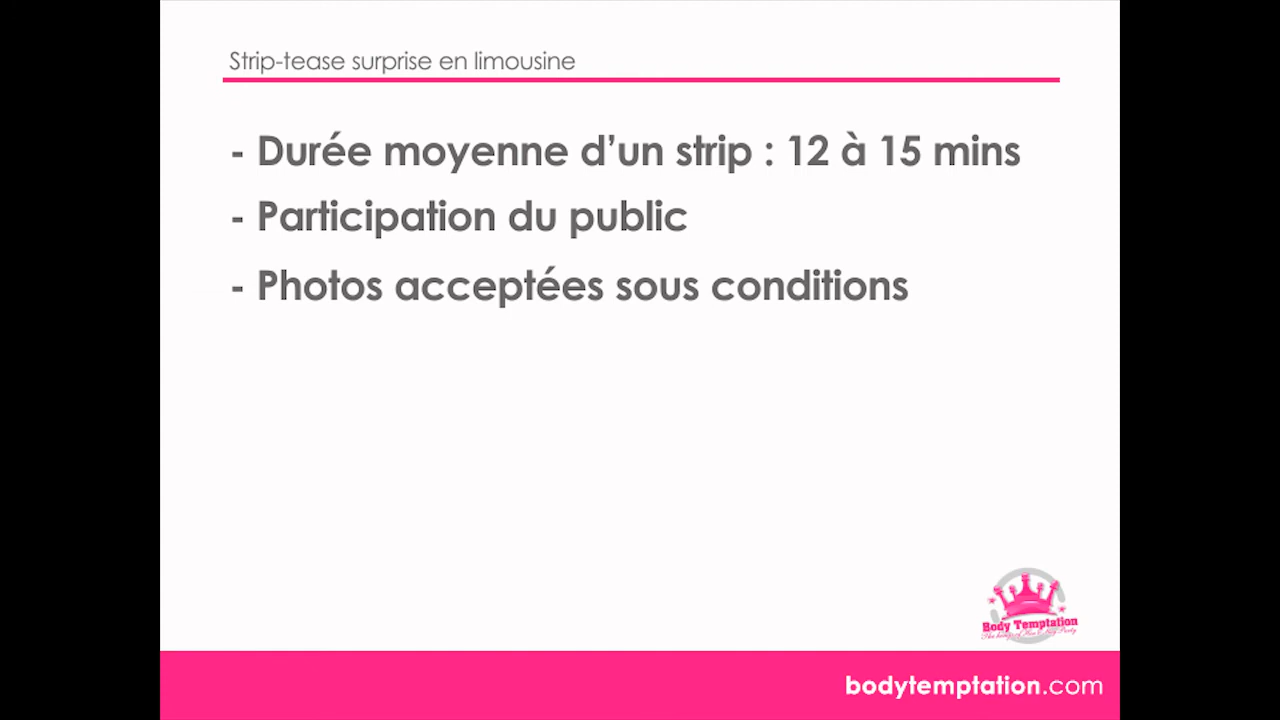 Strip-tease surprise en limousine
- Durée moyenne d’un strip : 12 à 15 mins
- Participation du public
- Photos acceptées sous conditions
Body Temptation
bodytemptation.com